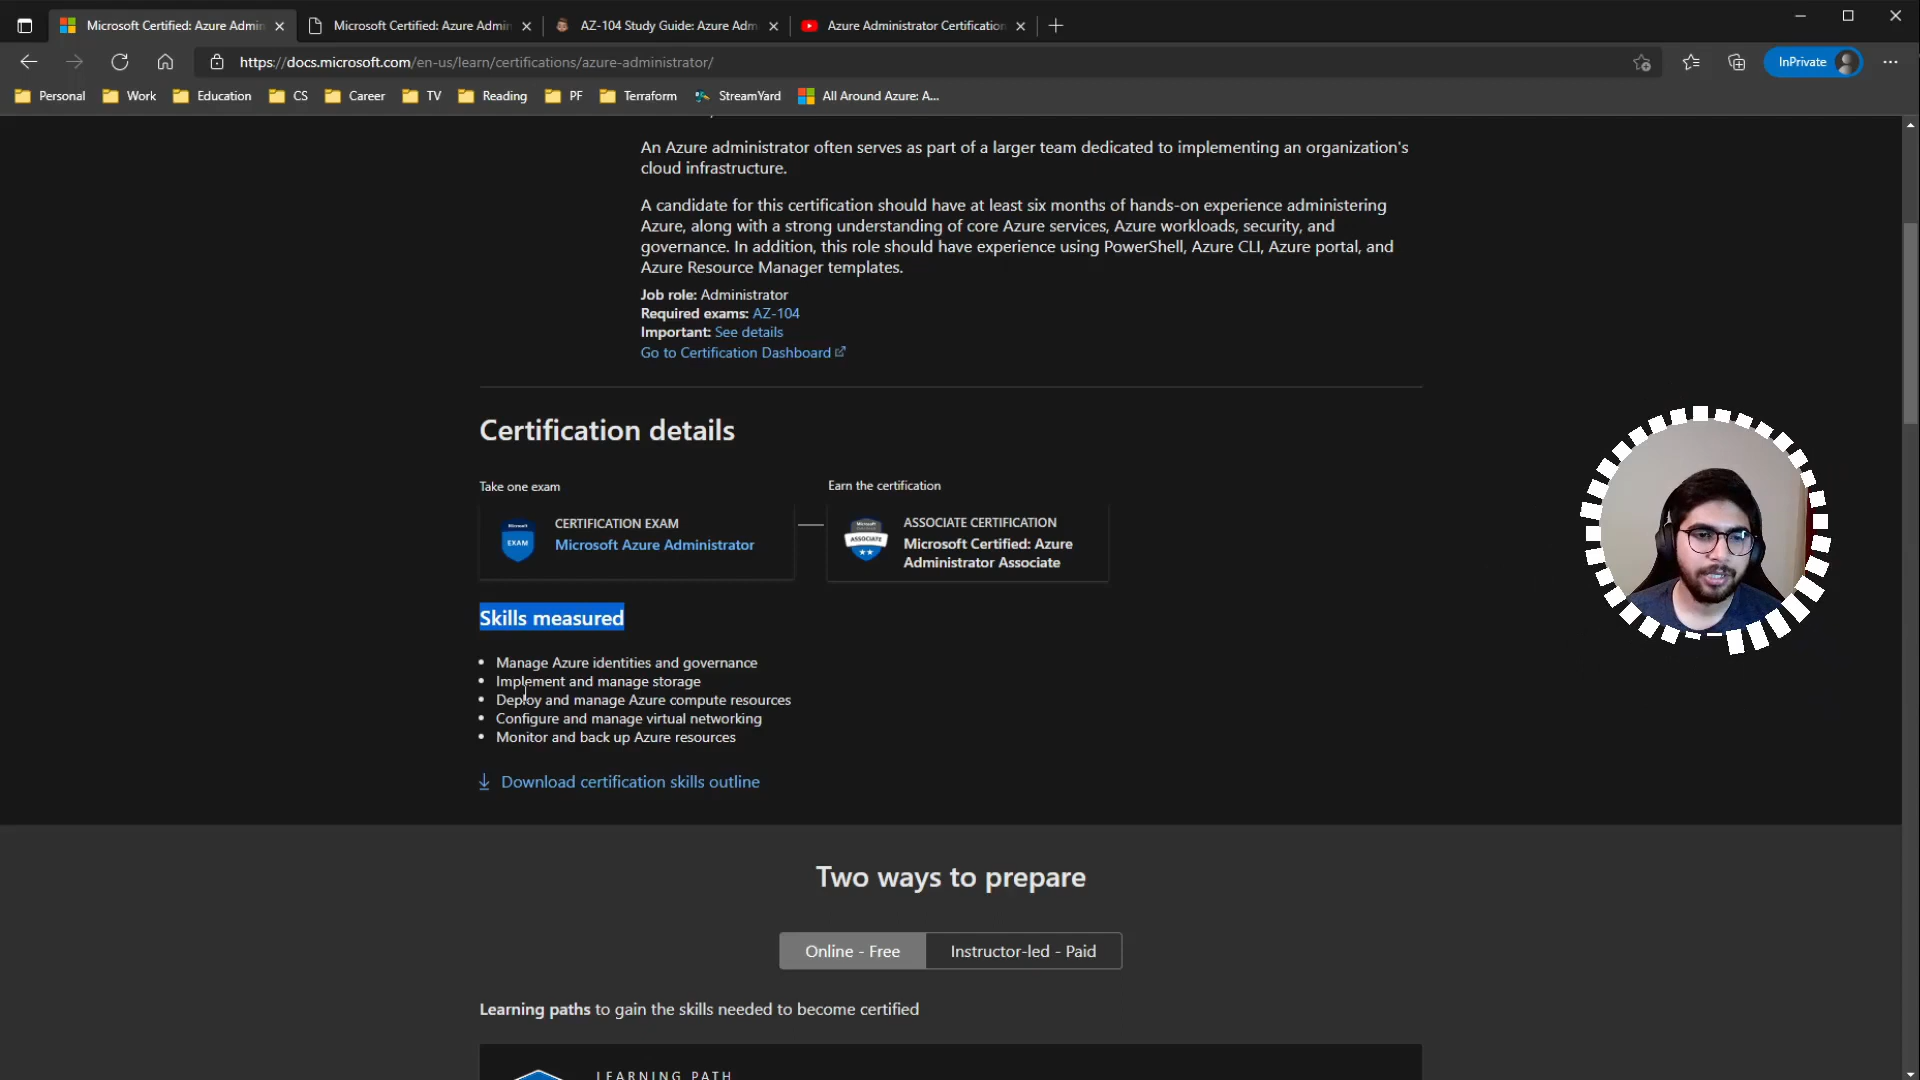 Microsoft Certified: Azure Admin
Microsoft Certified: Azure Admin
AZ-104 Study Guide: Azure Adm
Azure Administrator Certification
https://docs.microsoft.com/en-us/learn/certifications/azure-administrator/
InPrivate
Personal
Work
Education
CS
Career
TV
Reading
PF
Terraform
StreamYard
All Around Azure: A...
An Azure administrator often serves as part of a larger team dedicated to implementing an organization's
cloud infrastructure.
A candidate for this certification should have at least six months of hands-on experience administering
Azure, along with a strong understanding of core Azure services, Azure workloads, security, and
governance. In addition, this role should have experience using PowerShell, Azure CLI, Azure portal, and
Azure Resource Manager templates.
Job role: Administrator
Required exams: AZ-104
Important: See details
Go to Certification Dashboard
Certification details
Take one exam
Earn the certification
Microsoft
EXAM
CERTIFICATION EXAM
Microsoft Azure Administrator
Microsoft
ASSOCIATE
ASSOCIATE CERTIFICATION
Microsoft Certified: Azure
Administrator Associate
Skills measured
• Manage Azure identities and governance
• Implement and manage storage
• Deploy and manage Azure compute resources
• Configure and manage virtual networking
• Monitor and back up Azure resources
Download certification skills outline
Two ways to prepare
Online - Free
Instructor-led - Paid
Learning paths to gain the skills needed to become certified
LEARNING PATH